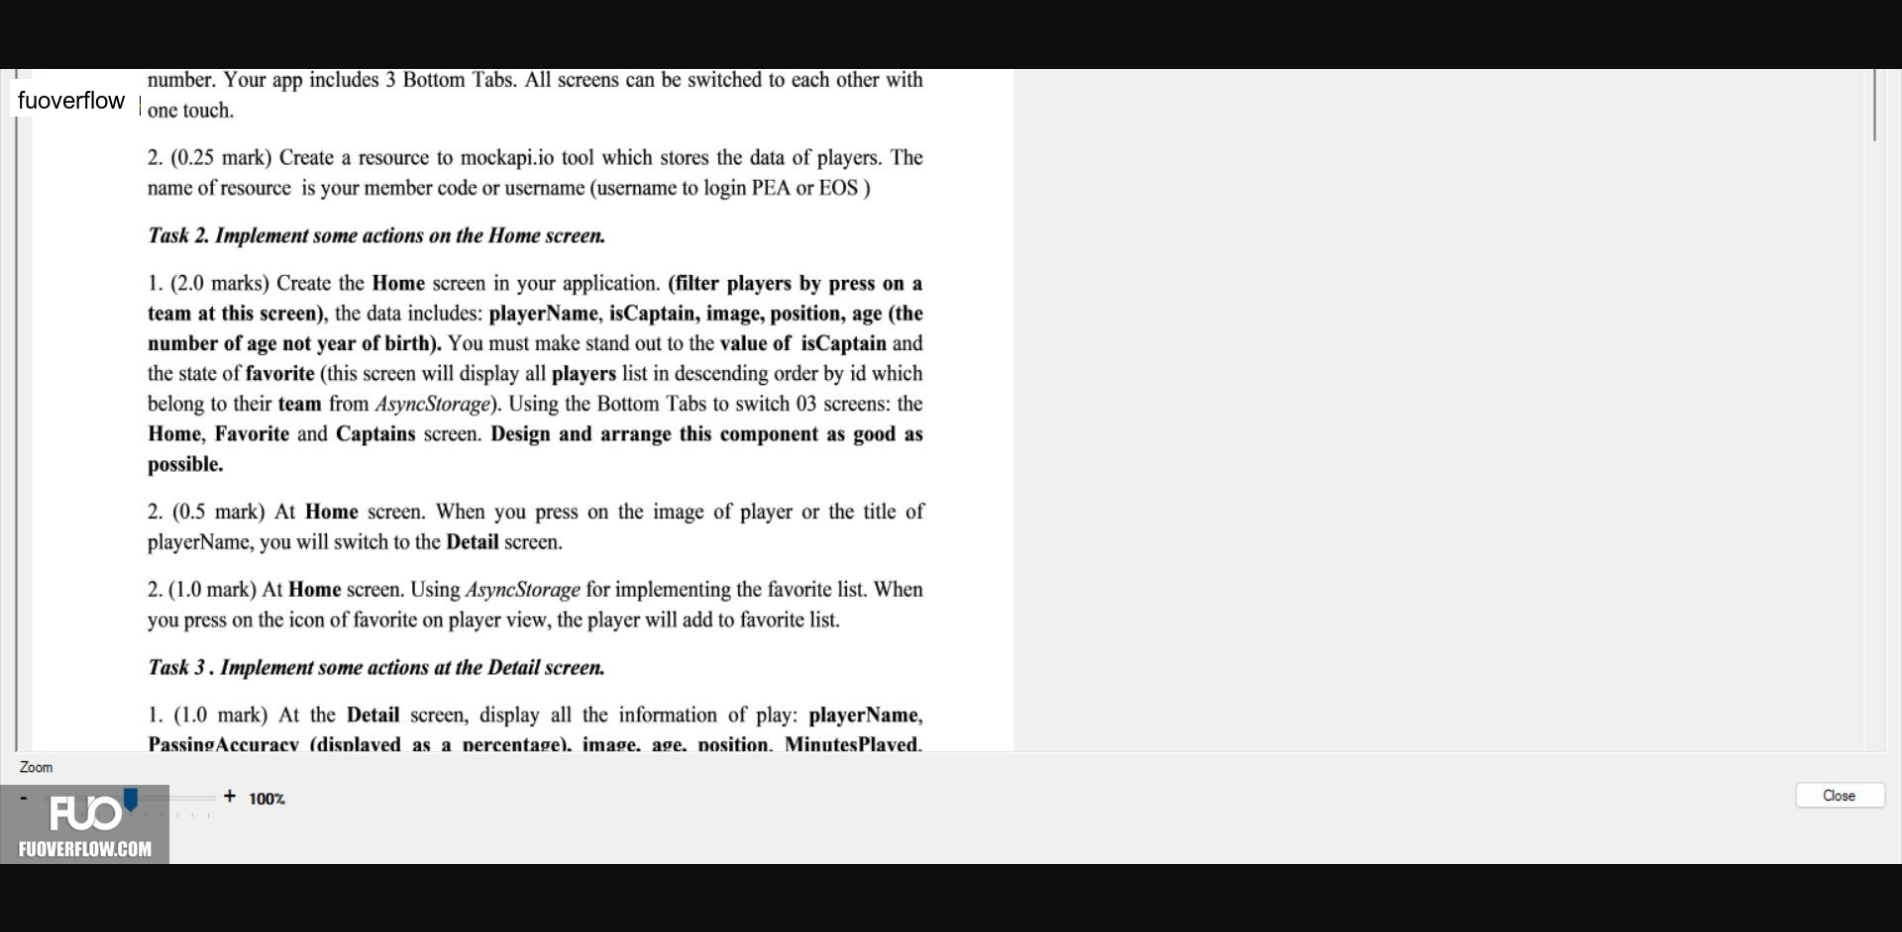 number. Your app includes 3 Bottom Tabs. All screens can be switched to each other with
fuoverflow
one touch.
2. (0.25 mark) Create a resource to mockapi.io tool which stores the data of players. The
name of resource is your member code or username (username to login PEA or EOS )
Task 2. Implement some actions on the Home screen.
1. (2.0 marks) Create the Home screen in your application. (filter players by press on a
team at this screen), the data includes: playerName, isCaptain, image, position, age (the
number of age not year of birth). You must make stand out to the value of isCaptain and
the state of favorite (this screen will display all players list in descending order by id which
belong to their team from AsyncStorage). Using the Bottom Tabs to switch 03 screens: the
Home, Favorite and Captains screen. Design and arrange this component as good as
possible.
2. (0.5 mark) At Home screen. When you press on the image of player or the title of
playerName, you will switch to the Detail screen.
2. (1.0 mark) At Home screen. Using AsyncStorage for implementing the favorite list. When
you press on the icon of favorite on player view, the player will add to favorite list.
Task 3 . Implement some actions at the Detail screen.
1. (1.0 mark) At the Detail screen, display all the information of play: playerName,
PassingAccuracy (displayed as a percentage), image, age, position, MinutesPlayed,
Zoom
- + 100%
Close
FUO
FUOVERFLOW.COM